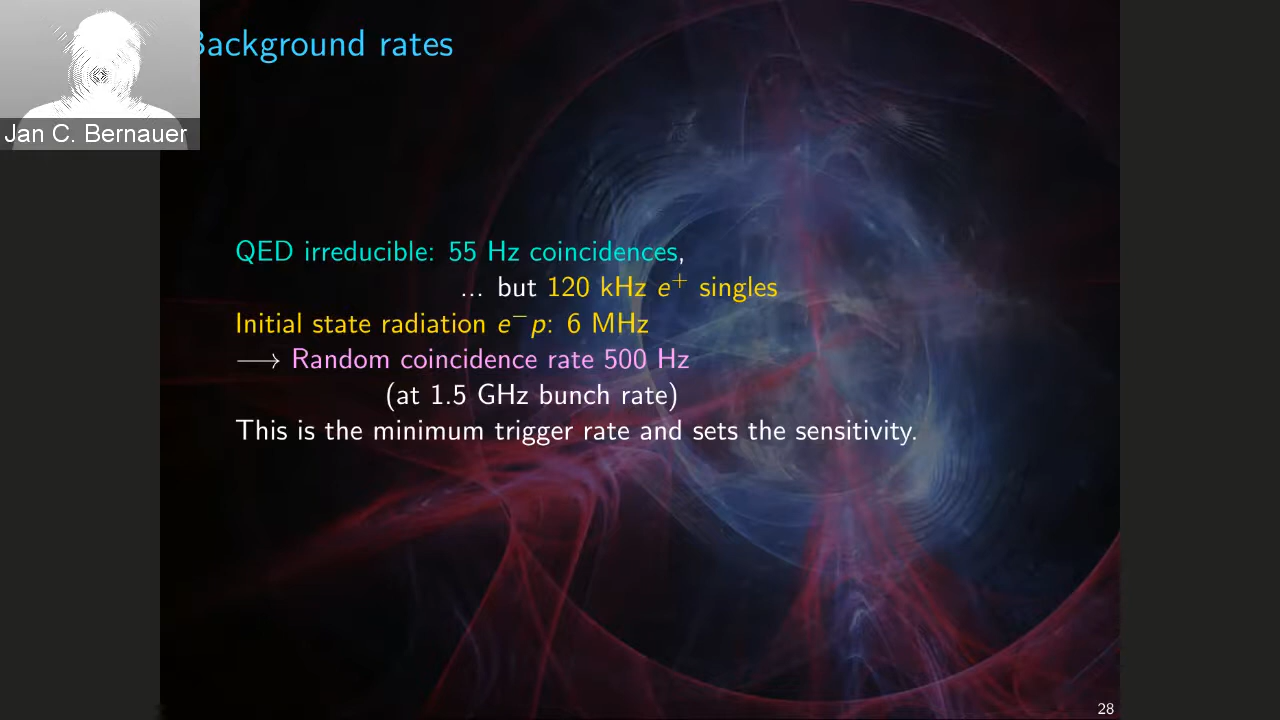 Background rates
Jan C. Bernauer
QED irreducible: 55 Hz coincidences,
... but 120 kHz e⁺ singles
Initial state radiation e⁻p: 6 MHz
⟶ Random coincidence rate 500 Hz
(at 1.5 GHz bunch rate)
This is the minimum trigger rate and sets the sensitivity.
28